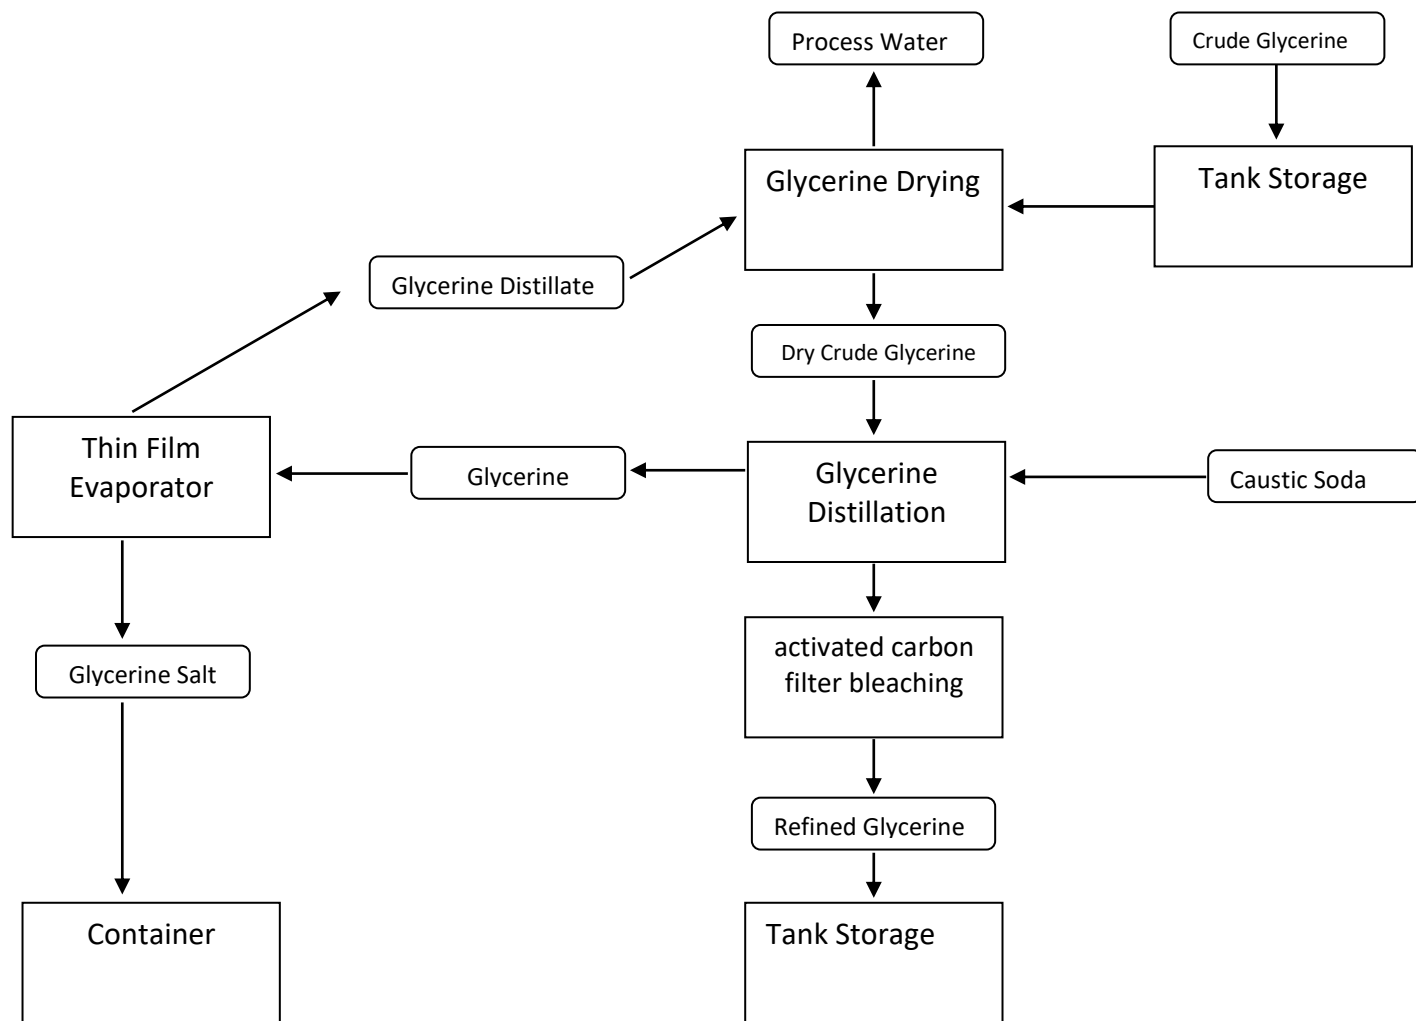 Process Water
Crude Glycerine
Glycerine Drying
Tank Storage
Glycerine Distillate
Dry Crude Glycerine
Thin Film
Evaporator
Glycerine
Glycerine
Distillation
Caustic Soda
activated carbon
filter bleaching
Glycerine Salt
Refined Glycerine
Container
Tank Storage